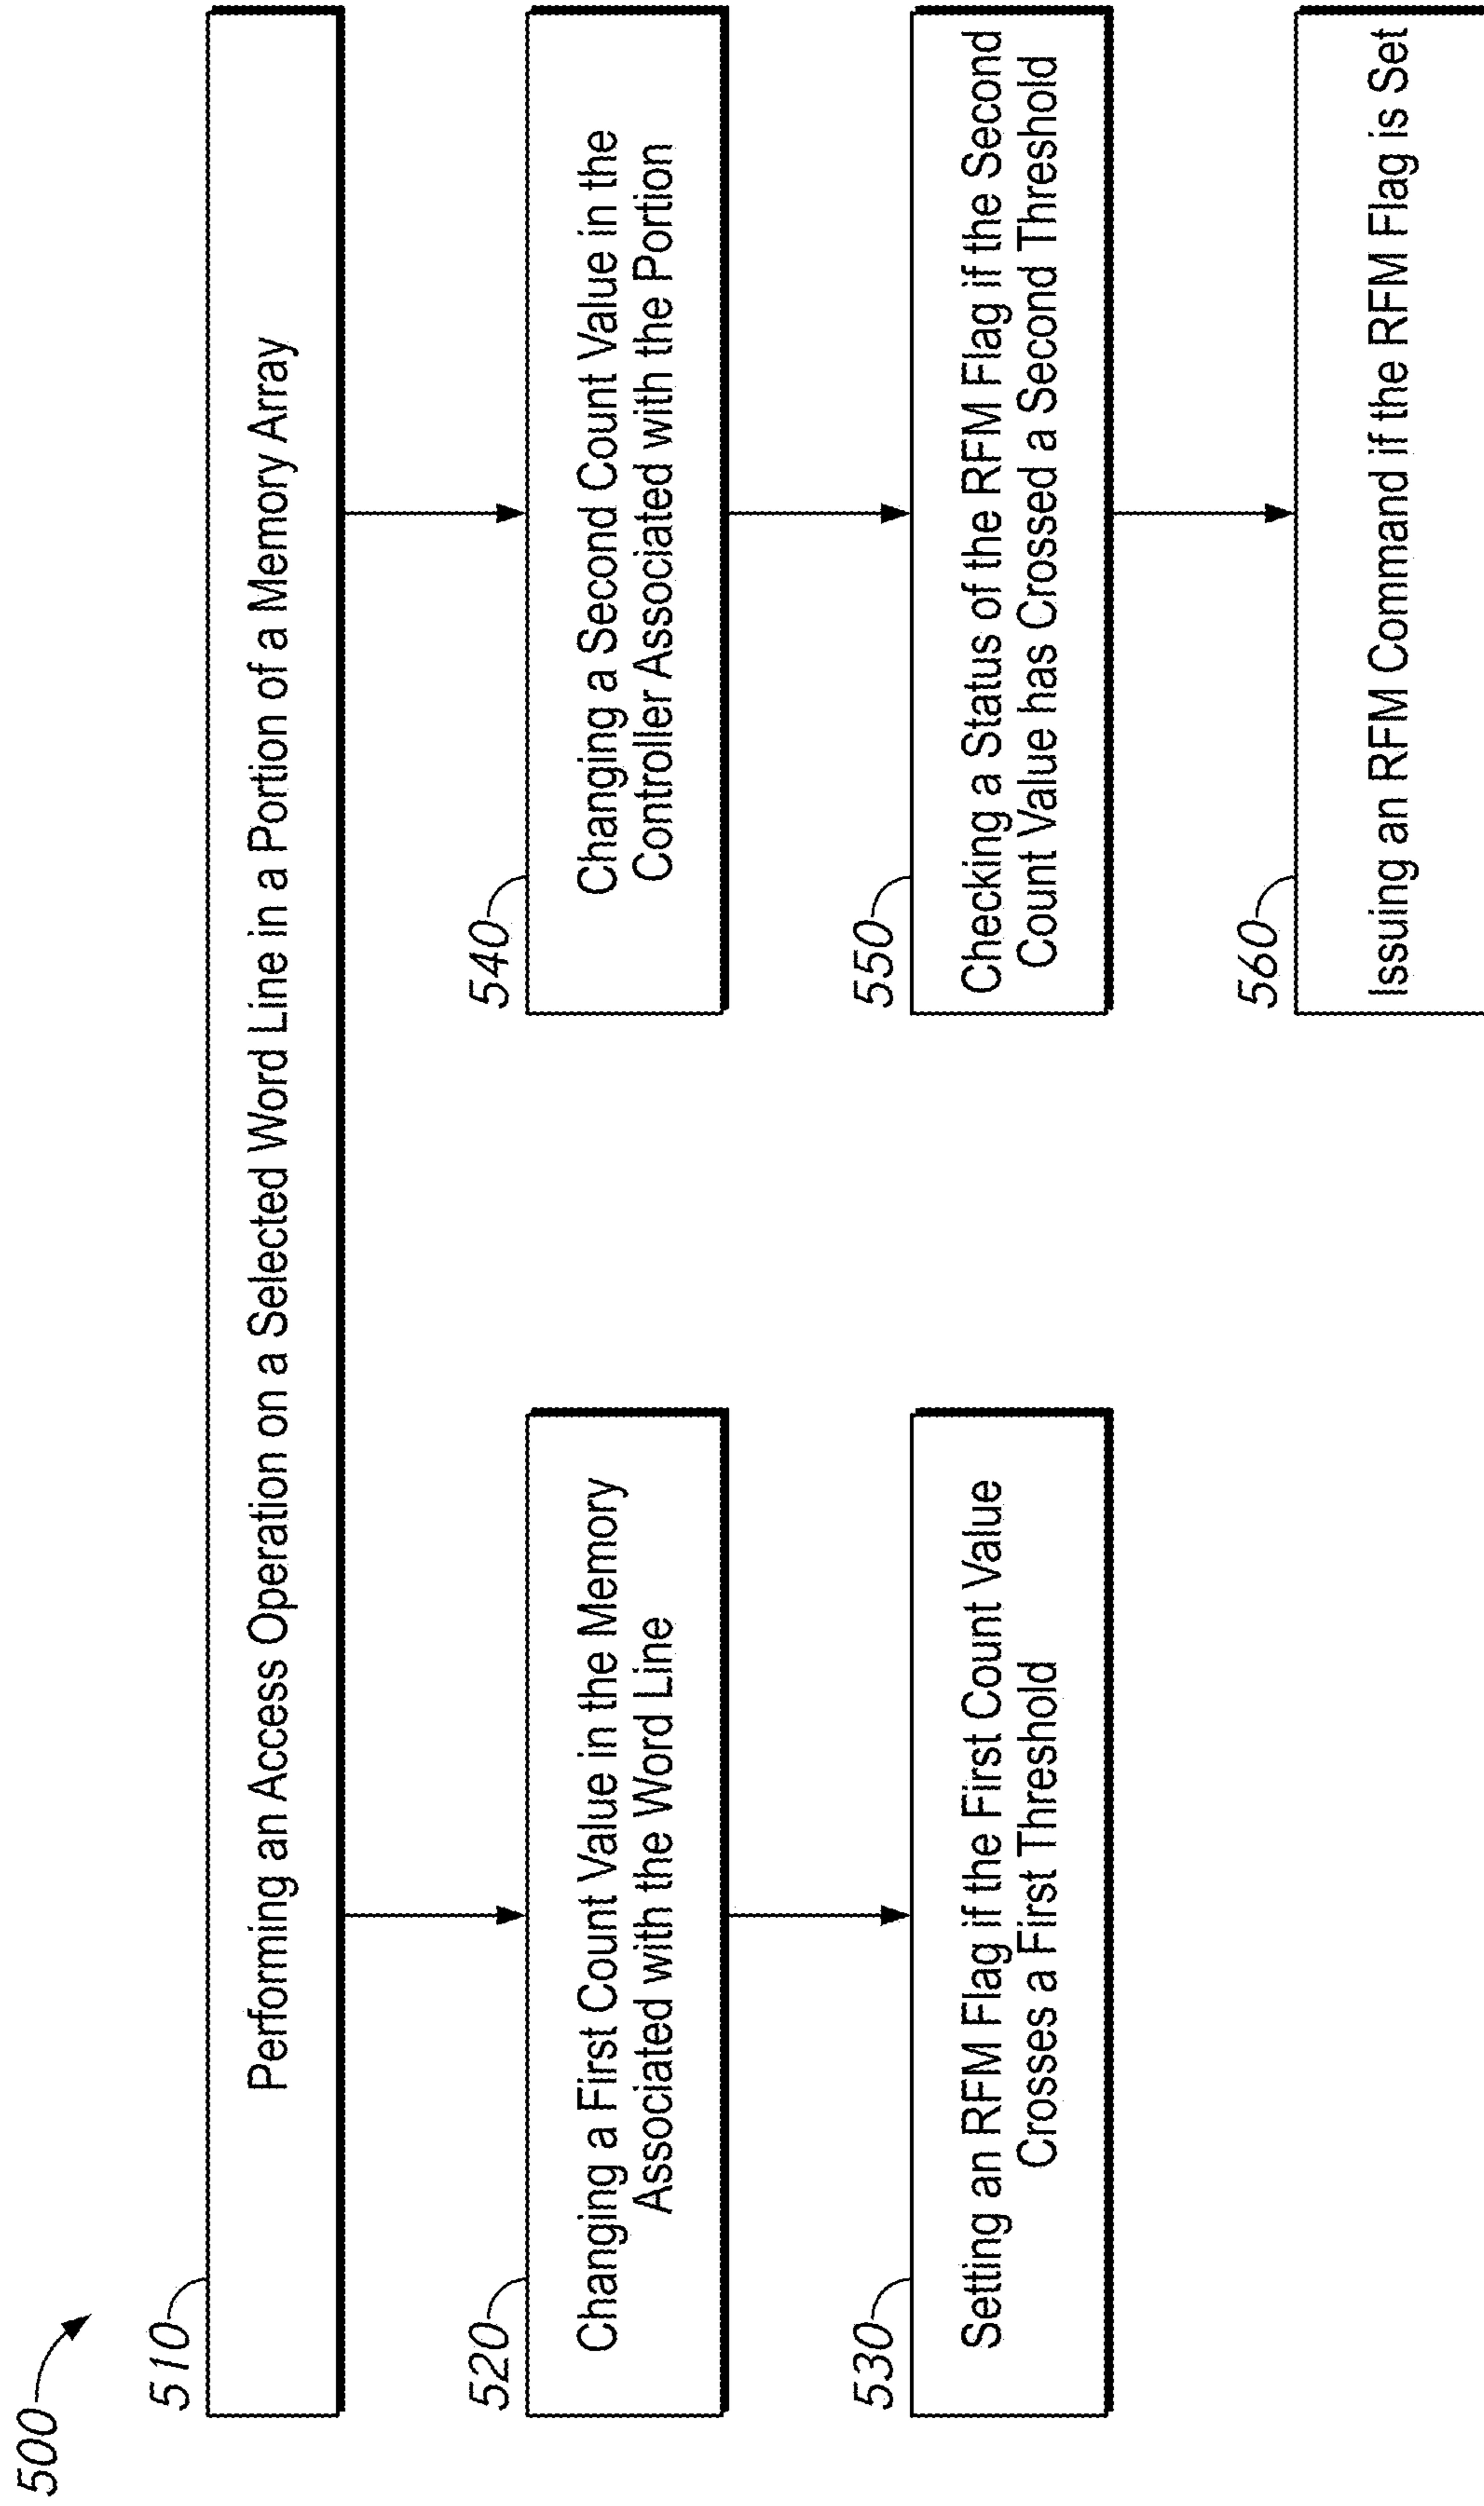 500
510
Performing an Access Operation on a Selected Word Line in a Portion of a Memory Array
520
Changing a First Count Value in the Memory
Associated with the Word Line
530
Setting an RFM Flag if the First Count Value
Crosses a First Threshold
540
Changing a Second Count Value in the
Controller Associated with the Portion
550
Checking a Status of the RFM Flag if the Second
Count Value has Crossed a Second Threshold
560
Issuing an RFM Command if the RFM Flag is Set